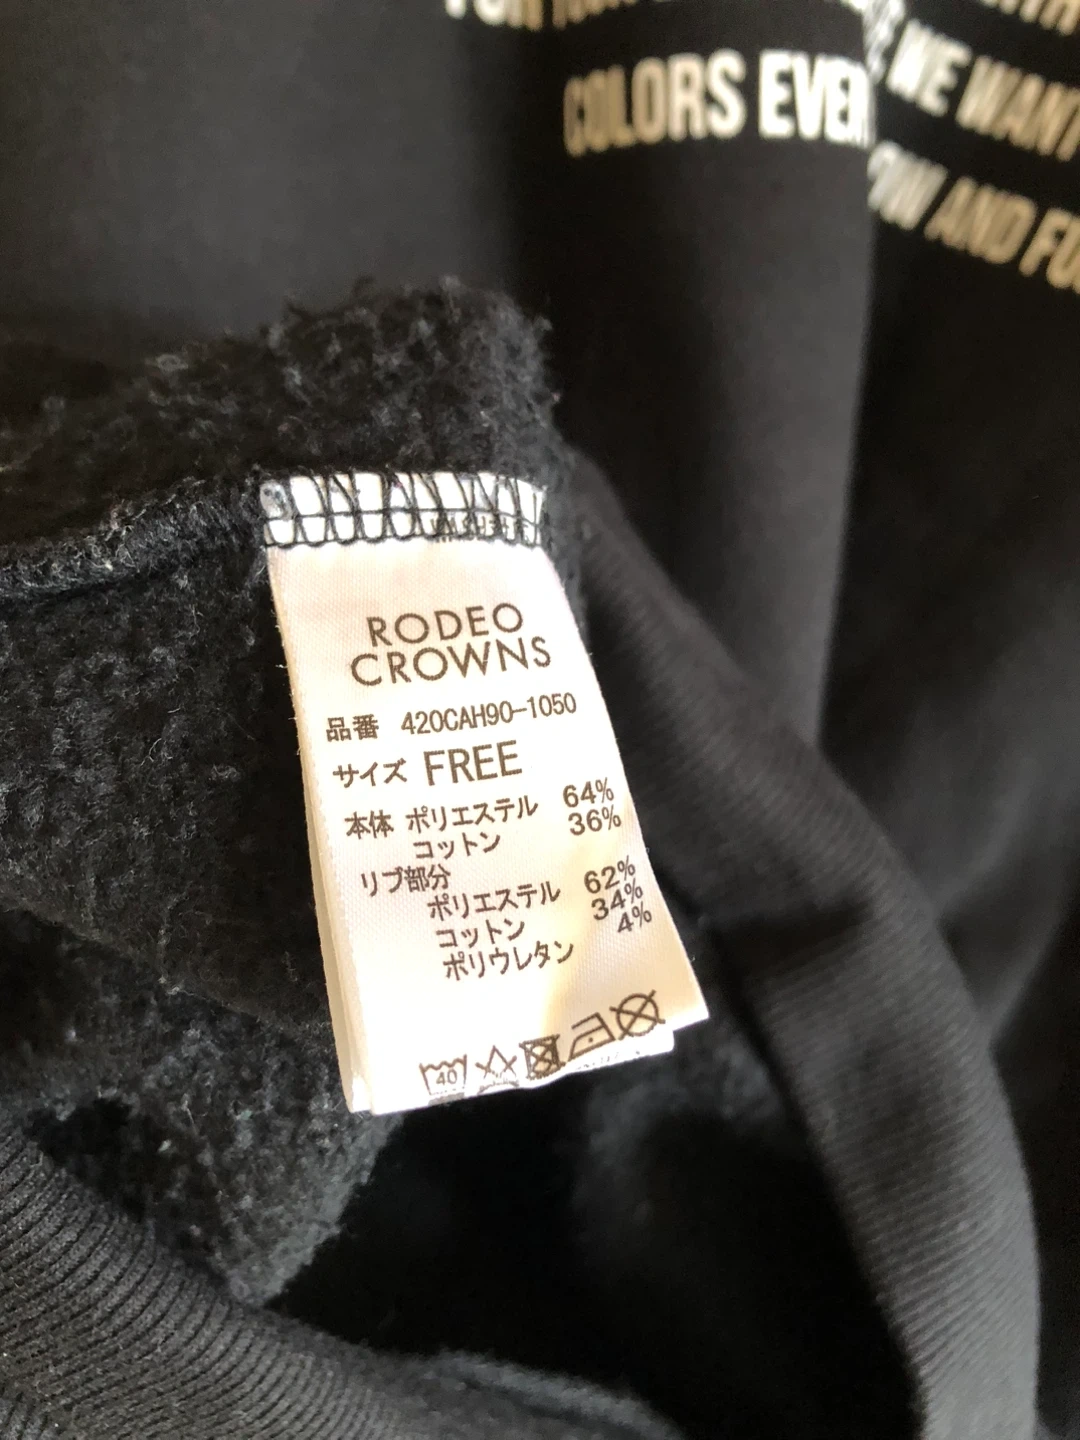 COLORS EVER
WE WANT
AND FU
RODEO
CROWNS
品番 420CAH90-1050
サイズ FREE
本体 ポリエステル 64%
コットン 36%
リブ部分
ポリエステル 62%
コットン 34%
ポリウレタン 4%
40